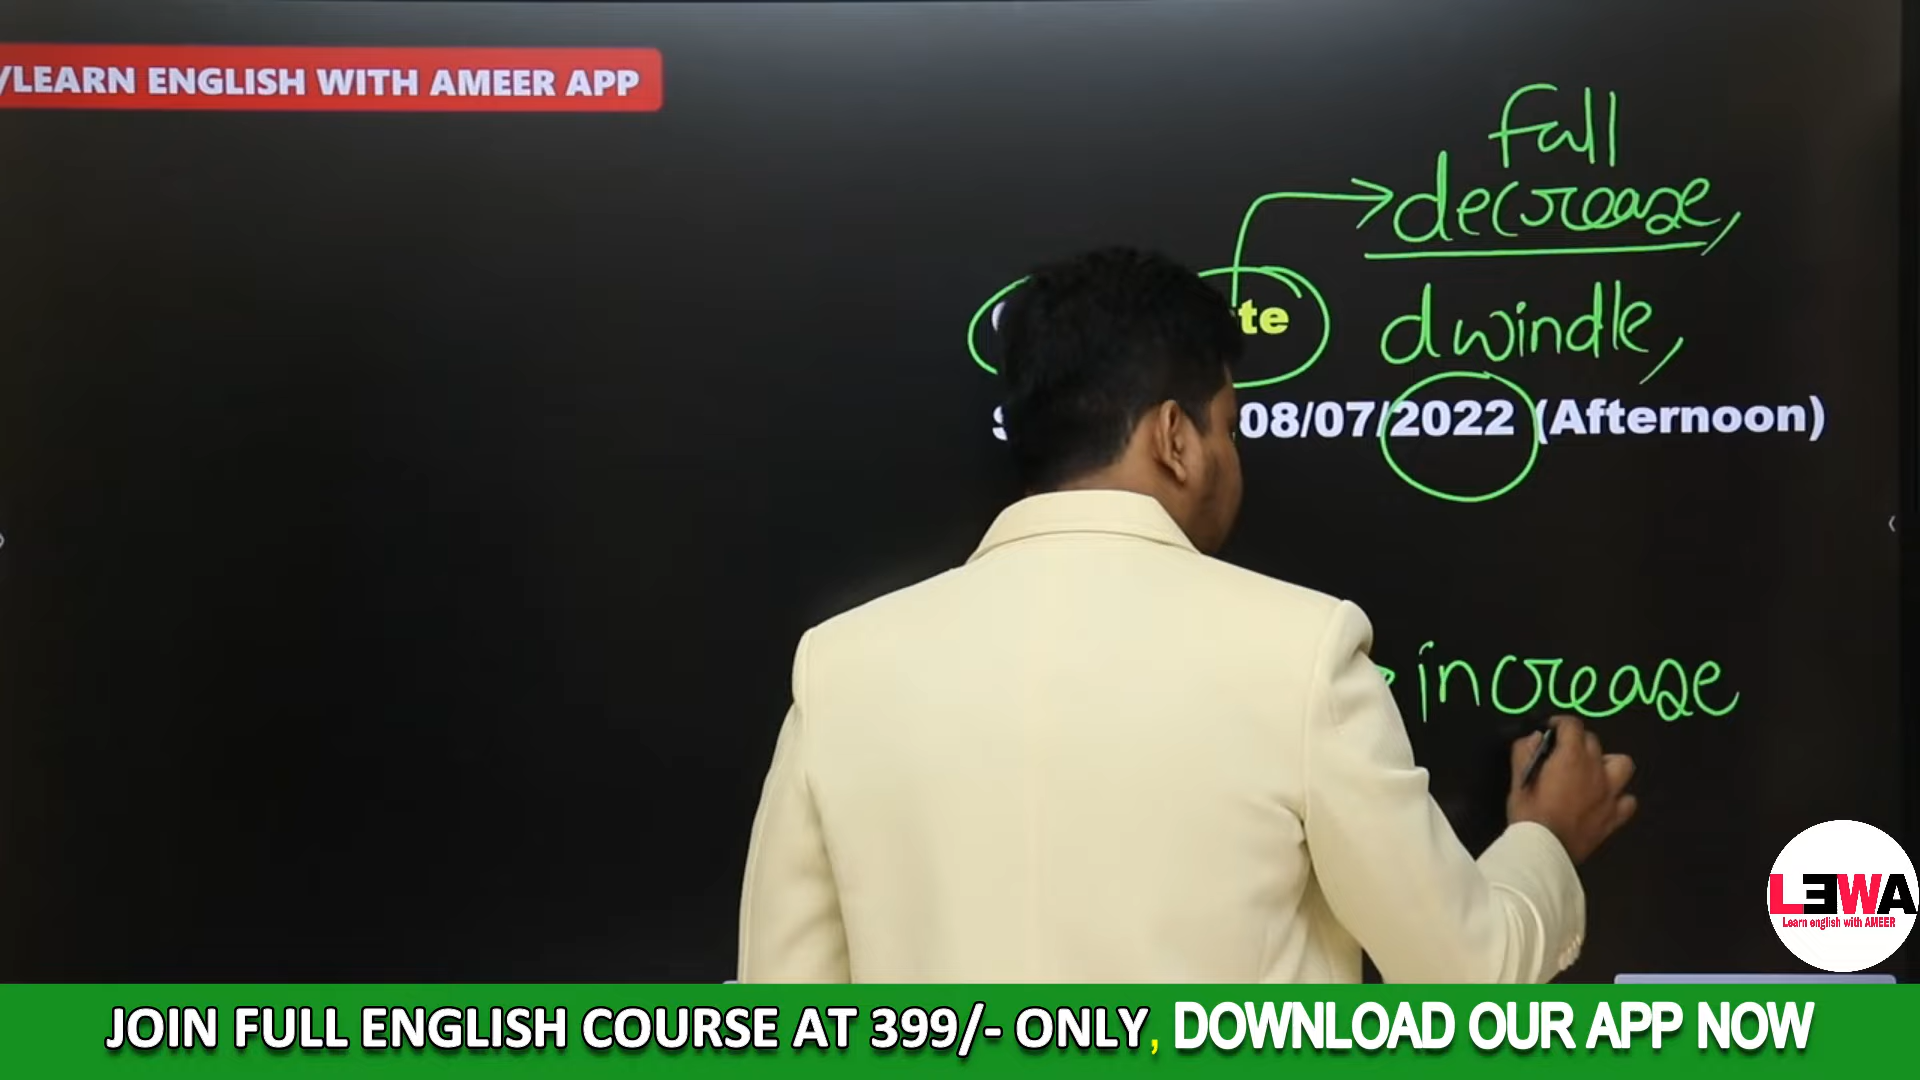 /LEARN ENGLISH WITH AMEER APP
fall
decrease,
te
dwindle,
08/07/2022 (Afternoon)
increase
LEWA
Learn english with AMEER
JOIN FULL ENGLISH COURSE AT 399/- ONLY, DOWNLOAD OUR APP NOW